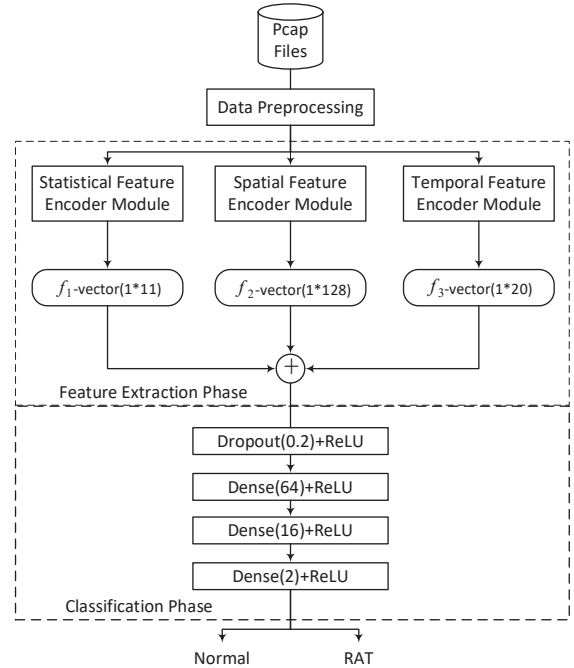 Pcap
Files
Data Preprocessing
Statistical Feature
Encoder Module
Spatial Feature
Encoder Module
Temporal Feature
Encoder Module
f₁-vector(1*11)
f₂-vector(1*128)
f₃-vector(1*20)
+
Feature Extraction Phase
Dropout(0.2)+ReLU
Dense(64)+ReLU
Dense(16)+ReLU
Dense(2)+ReLU
Classification Phase
Normal
RAT